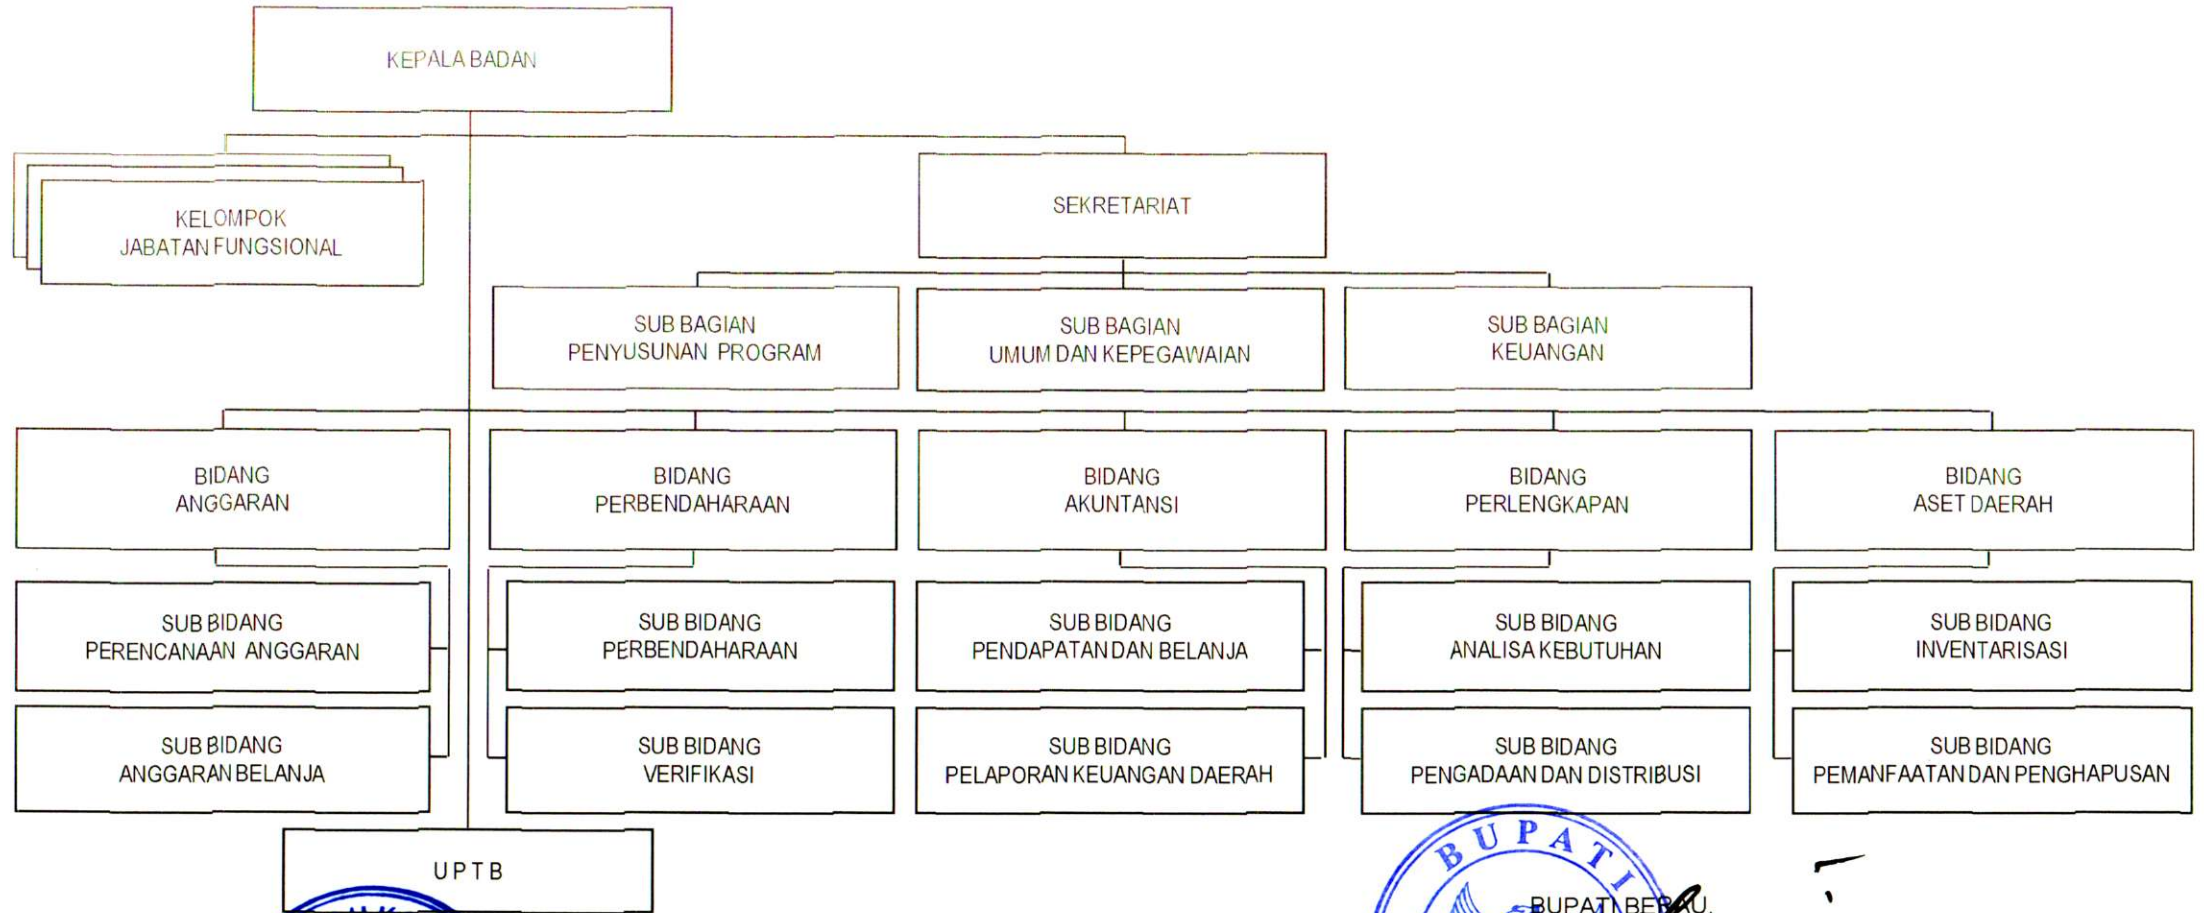 KEPALA BADAN
KELOMPOK
JABATAN FUNGSIONAL
SEKRETARIAT
SUB BAGIAN
PENYUSUNAN PROGRAM
SUB BAGIAN
UMUM DAN KEPEGAWAIAN
SUB BAGIAN
KEUANGAN
BIDANG
ANGGARAN
BIDANG
PERBENDAHARAAN
BIDANG
AKUNTANSI
BIDANG
PERLENGKAPAN
BIDANG
ASET DAERAH
SUB BIDANG
PERENCANAAN ANGGARAN
SUB BIDANG
PERBENDAHARAAN
SUB BIDANG
PENDAPATAN DAN BELANJA
SUB BIDANG
ANALISA KEBUTUHAN
SUB BIDANG
INVENTARISASI
SUB BIDANG
ANGGARAN BELANJA
SUB BIDANG
VERIFIKASI
SUB BIDANG
PELAPORAN KEUANGAN DAERAH
SUB BIDANG
PENGADAAN DAN DISTRIBUSI
SUB BIDANG
PEMANFAATAN DAN PENGHAPUSAN
U P T B
BUPATI
BUPATI BERAU,